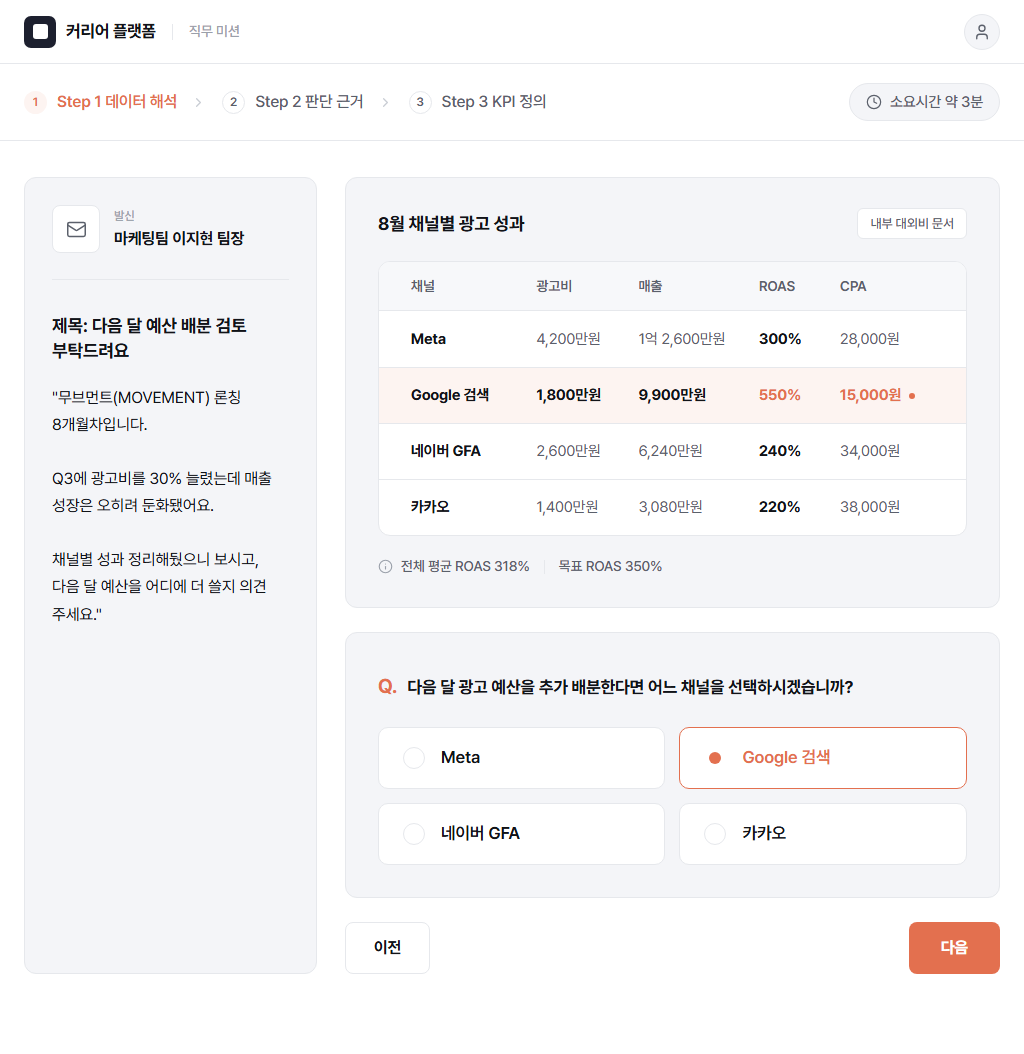 커리어 플랫폼
직무 미션
1 Step 1 데이터 해석
2 Step 2 판단 근거
3 Step 3 KPI 정의
소요시간 약 3분
발신
마케팅팀 이지현 팀장
제목: 다음 달 예산 배분 검토
부탁드려요
"무브먼트(MOVEMENT) 론칭
8개월차입니다.
Q3에 광고비를 30% 늘렸는데 매출
성장은 오히려 둔화됐어요.
채널별 성과 정리해뒀으니 보시고,
다음 달 예산을 어디에 더 쓸지 의견
주세요."
8월 채널별 광고 성과
내부 대외비 문서
채널 광고비 매출 ROAS CPA
Meta 4,200만원 1억 2,600만원 300% 28,000원
Google 검색 1,800만원 9,900만원 550% 15,000원
네이버 GFA 2,600만원 6,240만원 240% 34,000원
카카오 1,400만원 3,080만원 220% 38,000원
전체 평균 ROAS 318% 목표 ROAS 350%
Q. 다음 달 광고 예산을 추가 배분한다면 어느 채널을 선택하시겠습니까?
Meta
Google 검색
네이버 GFA
카카오
이전
다음